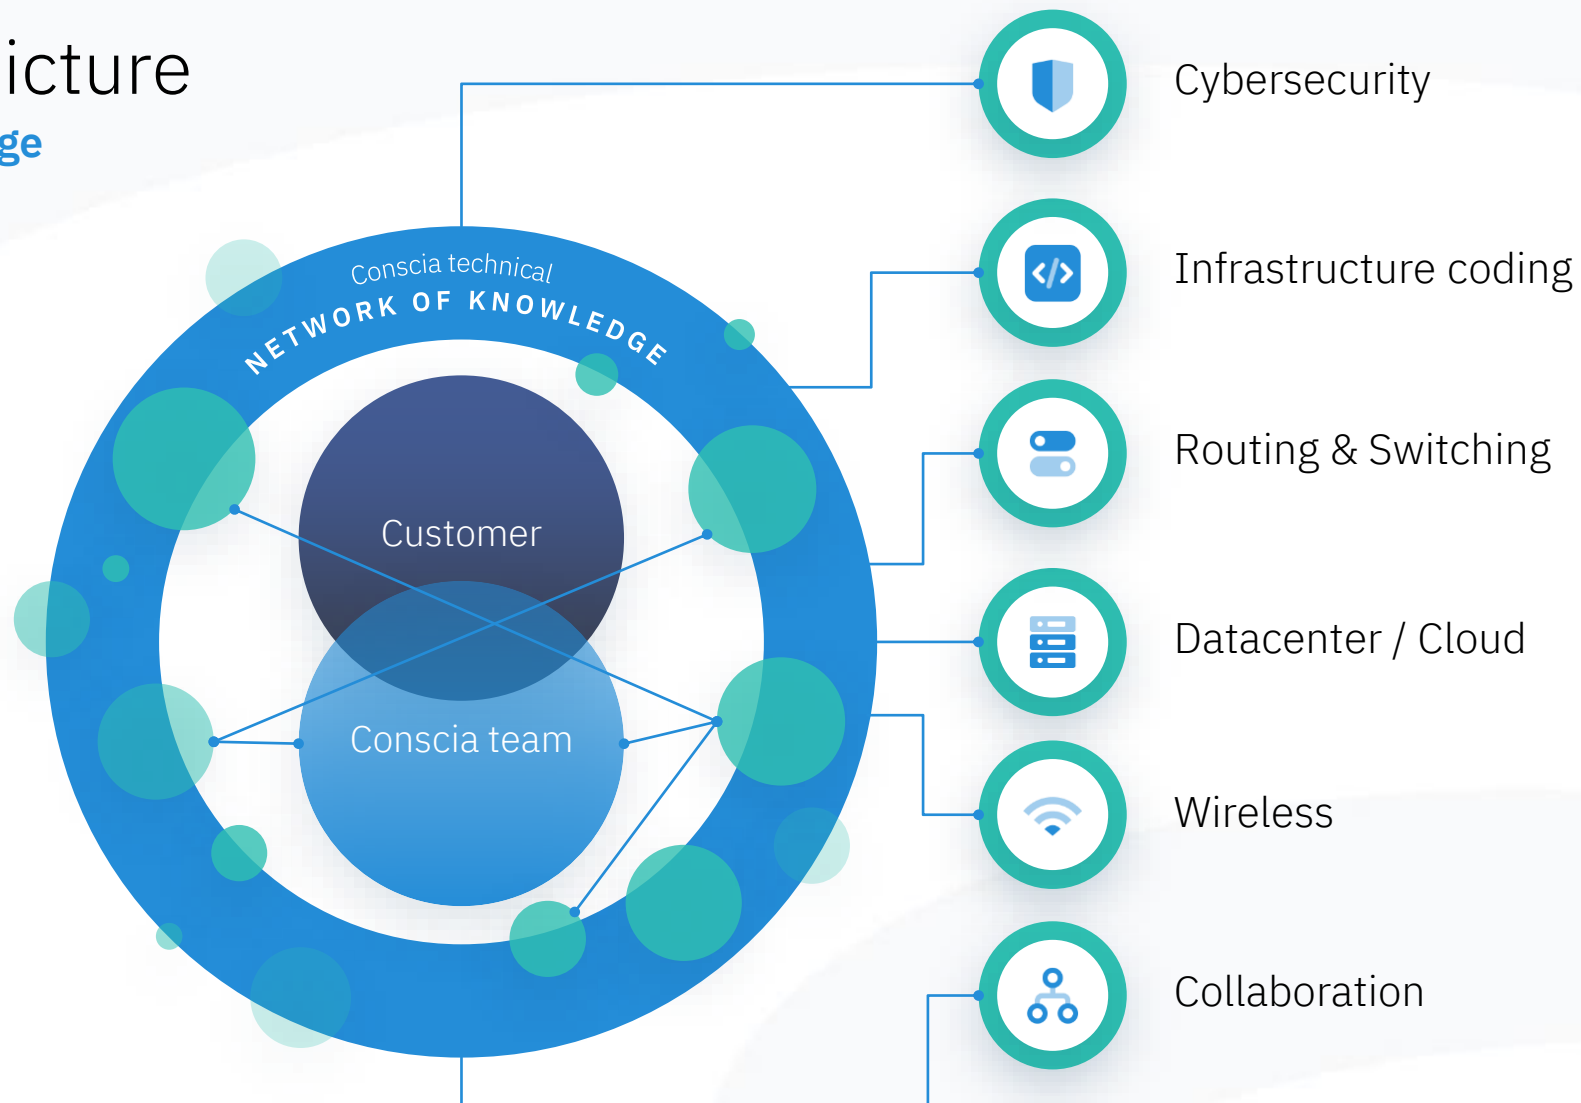 icture
ge
Conscia technical
NETWORK OF KNOWLEDGE
Customer
Conscia team
Cybersecurity
Infrastructure coding
Routing & Switching
Datacenter / Cloud
Wireless
Collaboration